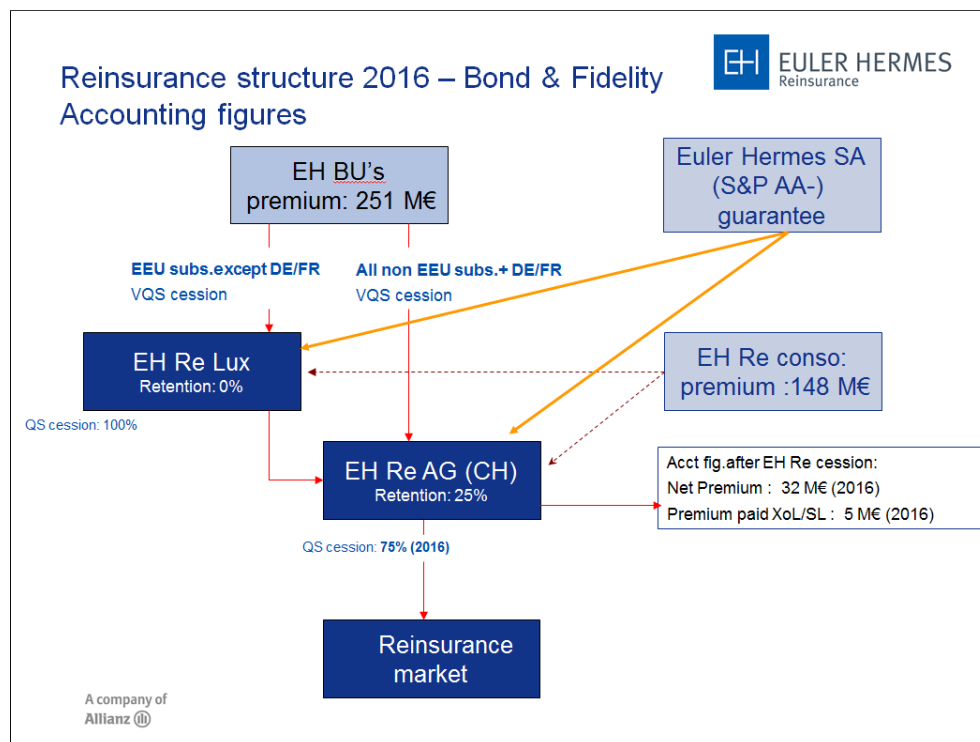 Reinsurance structure 2016 – Bond & Fidelity
Accounting figures
EH EULER HERMES
Reinsurance
EH BU's
premium: 251 M€
Euler Hermes SA
(S&P AA-)
guarantee
EEU subs.except DE/FR
VQS cession
All non EEU subs.+ DE/FR
VQS cession
EH Re Lux
Retention: 0%
EH Re conso:
premium :148 M€
QS cession: 100%
EH Re AG (CH)
Retention: 25%
Acct fig.after EH Re cession:
Net Premium : 32 M€ (2016)
Premium paid XoL/SL : 5 M€ (2016)
QS cession: 75% (2016)
Reinsurance
market
A company of
Allianz